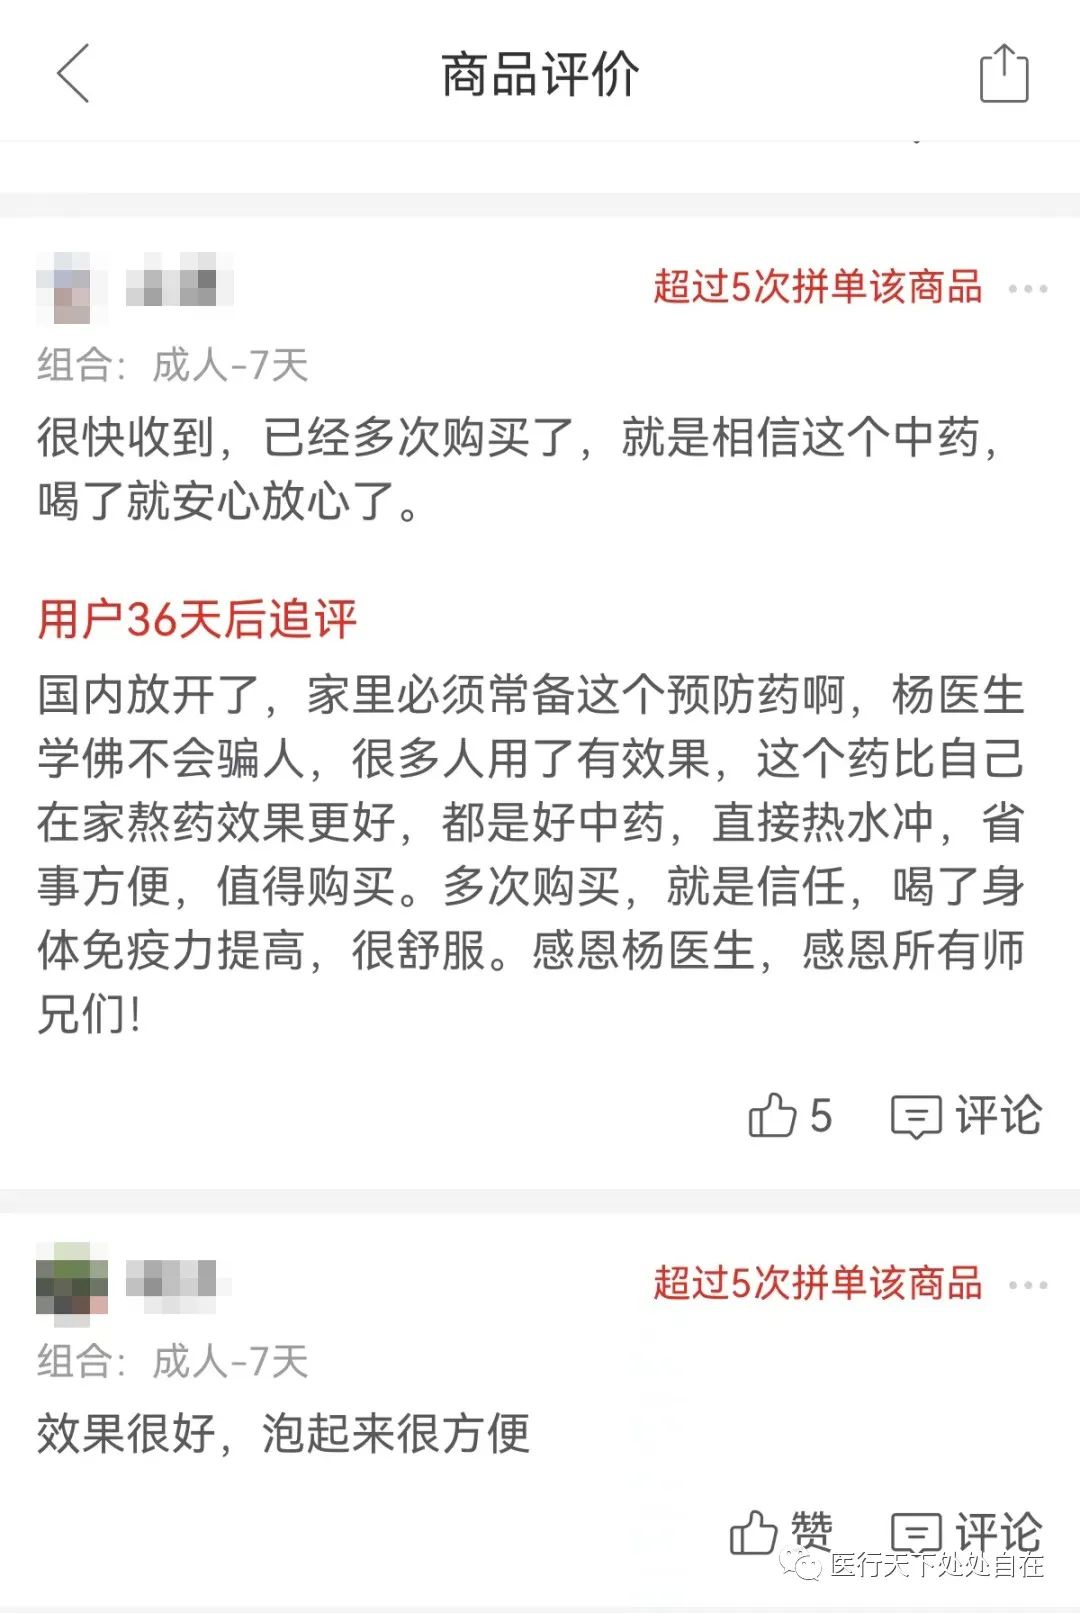 商品评价
超过5次拼单该商品
组合：成人-7天
很快收到，已经多次购买了，就是相信这个中药，
喝了就安心放心了。
用户36天后追评
国内放开了，家里必须常备这个预防药啊，杨医生
学佛不会骗人，很多人用了有效果，这个药比自己
在家熬药效果更好，都是好中药，直接热水冲，省
事方便，值得购买。多次购买，就是信任，喝了身
体免疫力提高，很舒服。感恩杨医生，感恩所有师
兄们！
5 评论
超过5次拼单该商品
组合：成人-7天
效果很好，泡起来很方便
赞 评论
医行天下处处自在